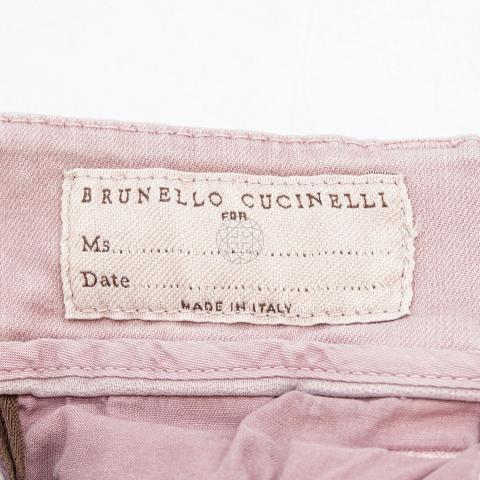 BRUNELLO CUCINELLI
FOR
Ms...................................................
Date ................................................
MADE IN ITALY